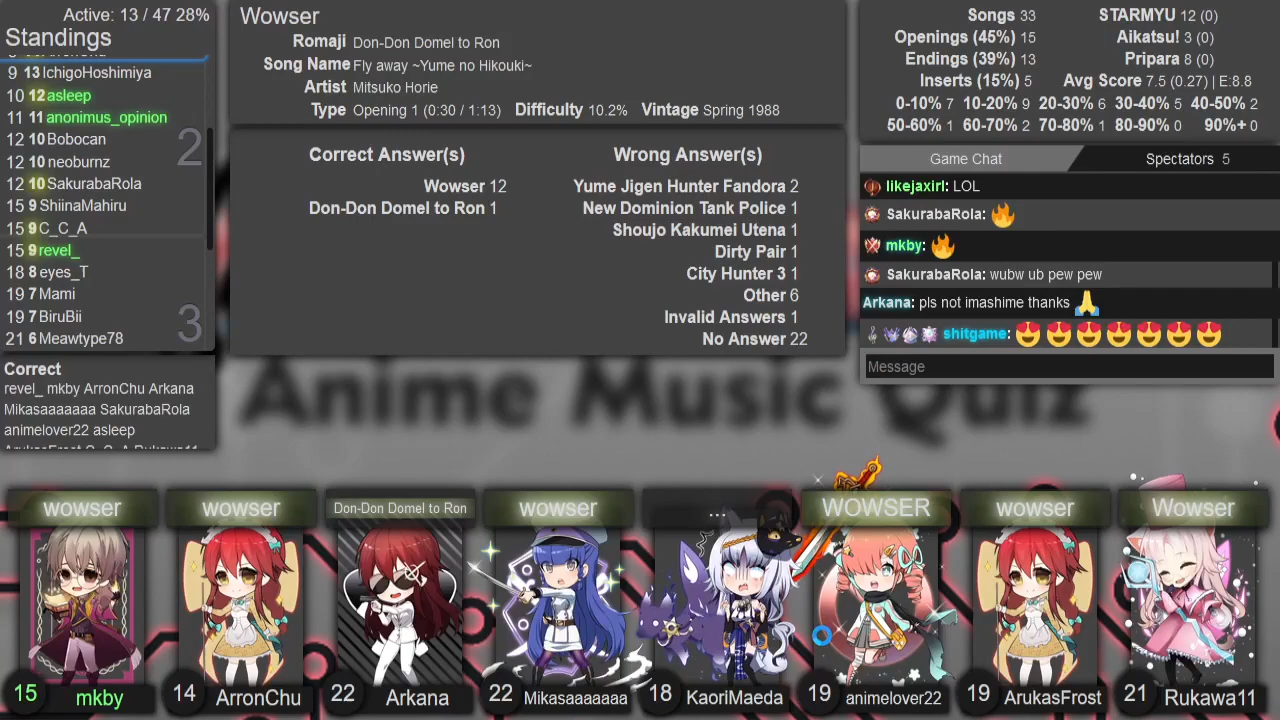 Active: 13 / 47 28%
Standings
9 13 IchigoHoshimiya
10 12 asleep
11 11 anonimus_opinion
12 10 Bobocan
2
12 10 neoburnz
12 10 SakurabaRola
15 9 ShiinaMahiru
15 9 C_C_A
15 9 revel_
18 8 eyes_T
19 7 Mami
19 7 BiruBii
3
21 6 Meawtype78
Correct
revel_ mkby ArronChu Arkana
Mikasaaaaaaa SakurabaRola
animelover22 asleep
ArukasFrost C_C_A Rukawa11
Wowser
Romaji Don-Don Domel to Ron
Song Name Fly away ~Yume no Hikouki~
Artist Mitsuko Horie
Type Opening 1 (0:30 / 1:13) Difficulty 10.2% Vintage Spring 1988
Correct Answer(s)
Wowser 12
Don-Don Domel to Ron 1
Wrong Answer(s)
Yume Jigen Hunter Fandora 2
New Dominion Tank Police 1
Shoujo Kakumei Utena 1
Dirty Pair 1
City Hunter 3 1
Other 6
Invalid Answers 1
No Answer 22
Songs 33 STARMYU 12 (0)
Openings (45%) 15 Aikatsu! 3 (0)
Endings (39%) 13 Pripara 8 (0)
Inserts (15%) 5 Avg Score 7.5 (0.27) | E:8.8
0-10% 7 10-20% 9 20-30% 6 30-40% 5 40-50% 2
50-60% 1 60-70% 2 70-80% 1 80-90% 0 90%+ 0
Game Chat Spectators 5
likejaxirl: LOL
SakurabaRola: 🔥
mkby: 🔥
SakurabaRola: wubw ub pew pew
Arkana: pls not imashime thanks 🙏
shitgame: 😍😍😍😍😍😍😍
Message
Anime Music Quiz
wowser wowser Don-Don Domel to Ron wowser ... WOWSER wowser Wowser
15 mkby 14 ArronChu 22 Arkana 22 Mikasaaaaaaa 18 KaoriMaeda 19 animelover22 19 ArukasFrost 21 Rukawa11